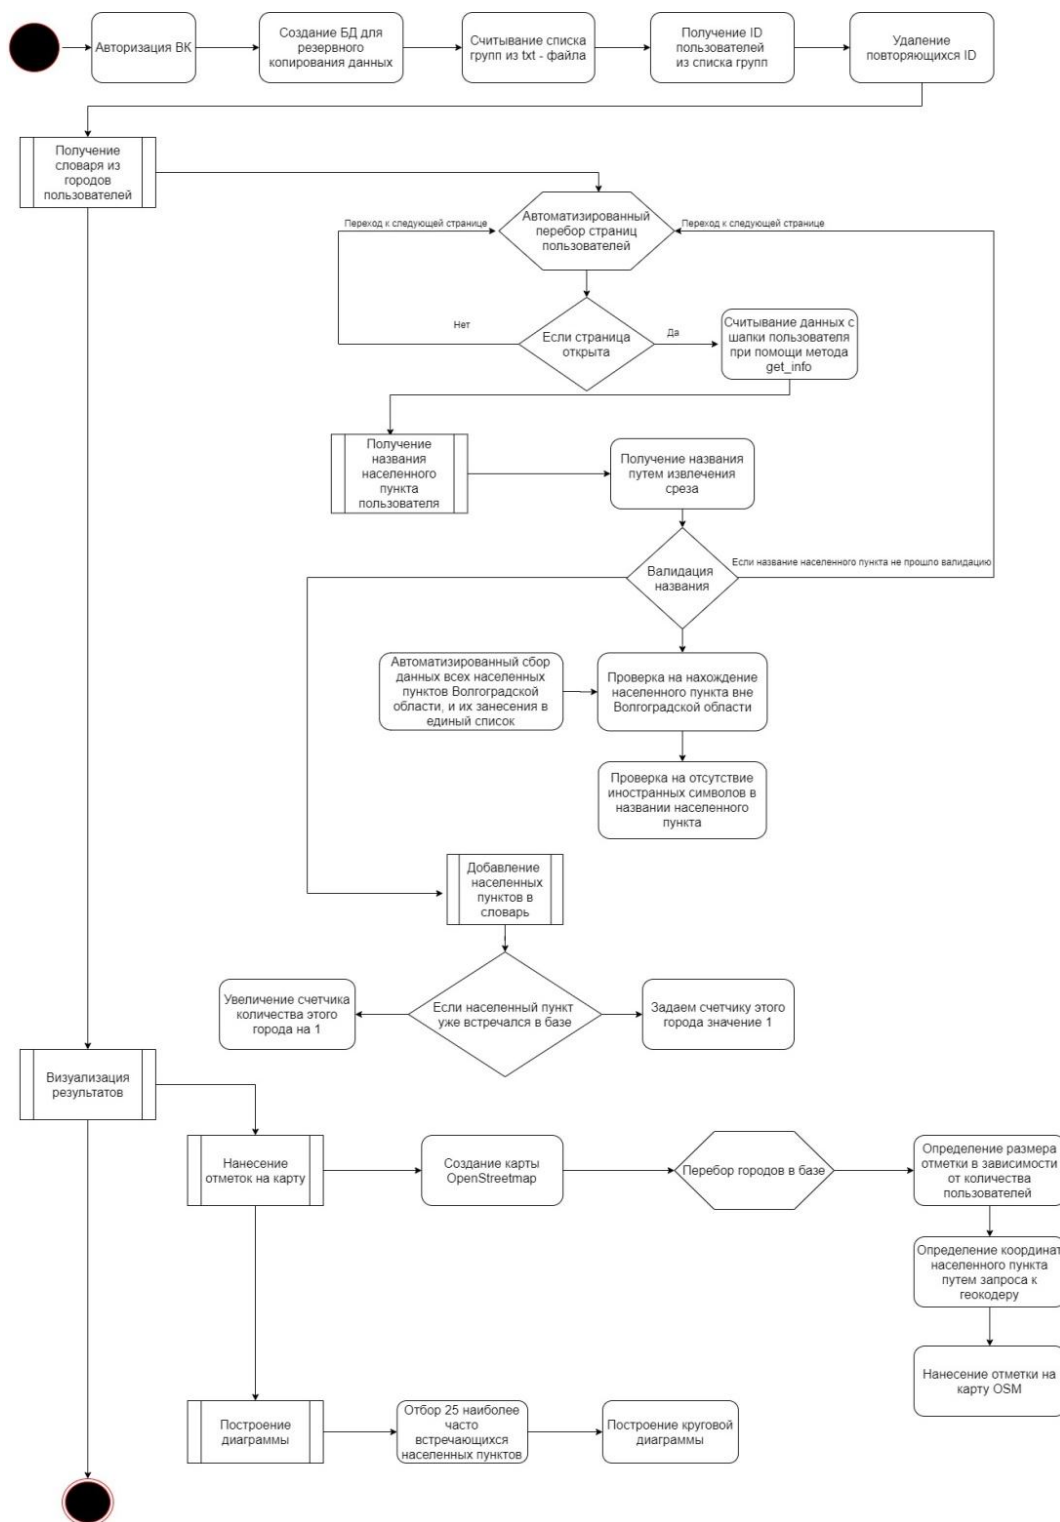 Авторизация ВК
Создание БД для
резервного
копирования данных
Считывание списка
групп из txt - файла
Получение ID
пользователей
из списка групп
Удаление
повторяющихся ID
Получение
словаря из
городов
пользователей
Автоматизированный
перебор страниц
пользователей
Переход к следующей странице
Переход к следующей странице
Если страница
открыта
Нет
Да
Считывание данных с
шапки пользователя
при помощи метода
get_info
Получение
названия
населенного
пункта
пользователя
Получение названия
путем извлечения
среза
Валидация
названия
Если название населенного пункта не прошло валидацию
Автоматизированный сбор
данных всех населенных
пунктов Волгоградской
области, и их занесения в
единый список
Проверка на нахождение
населенного пункта вне
Волгоградской области
Проверка на отсутствие
иностранных символов в
названии населенного
пункта
Добавление
населенных
пунктов в
словарь
Увеличение счетчика
количества этого
города на 1
Если населенный пункт
уже встречался в базе
Задаем счетчику этого
города значение 1
Визуализация
результатов
Нанесение
отметок на карту
Создание карты
OpenStreetmap
Перебор городов в базе
Определение размера
отметки в зависимости
от количества
пользователей
Определение координат
населенного пункта
путем запроса к
геокодеру
Нанесение отметки на
карту OSM
Построение
диаграммы
Отбор 25 наиболее
часто
встречающихся
населенных пунктов
Построение круговой
диаграммы